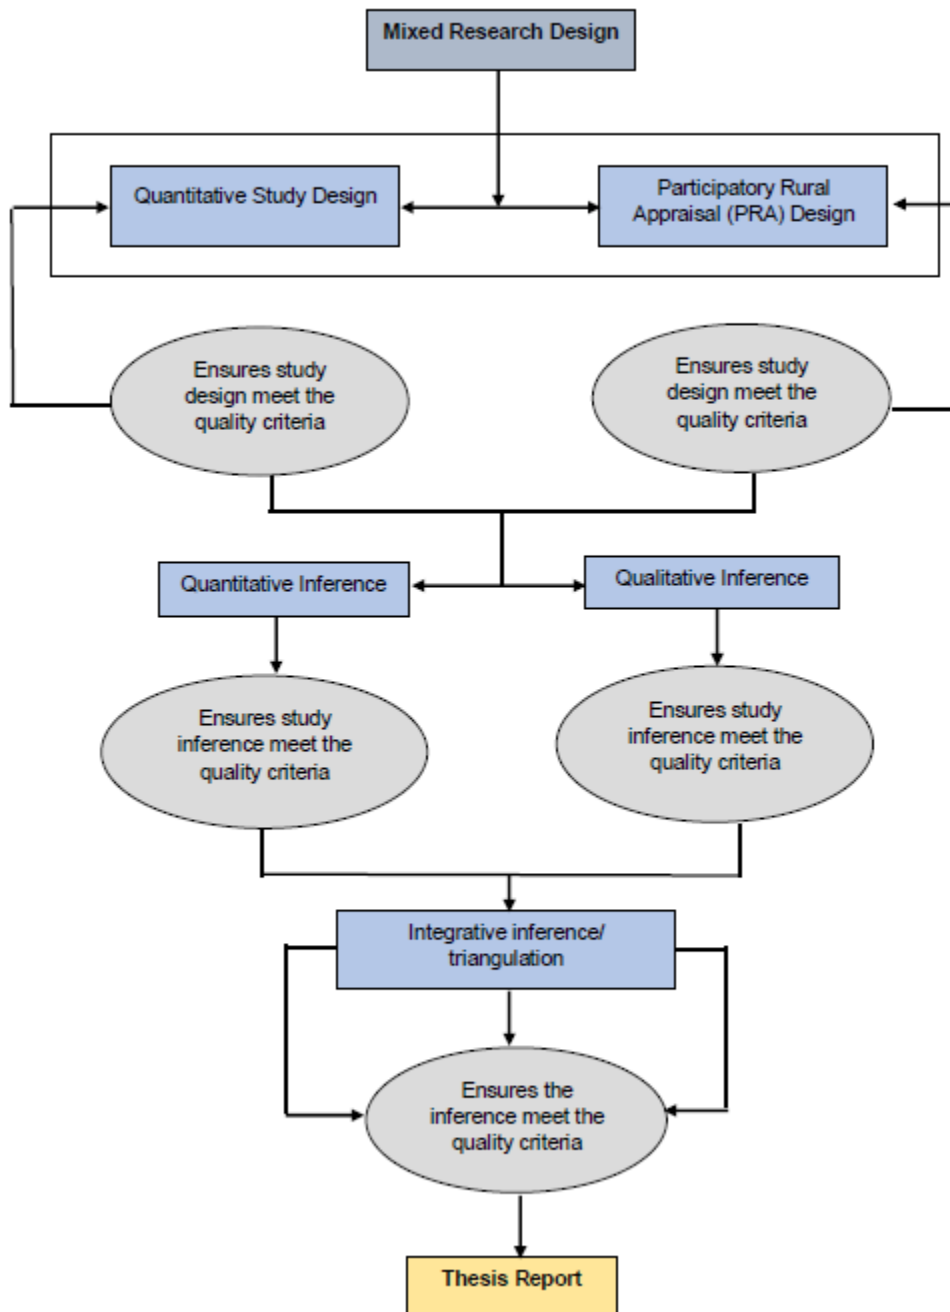 Mixed Research Design
Quantitative Study Design
Participatory Rural
Appraisal (PRA) Design
Ensures study
design meet the
quality criteria
Ensures study
design meet the
quality criteria
Quantitative Inference
Qualitative Inference
Ensures study
inference meet the
quality criteria
Ensures study
inference meet the
quality criteria
Integrative inference/
triangulation
Ensures the
inference meet the
quality criteria
Thesis Report